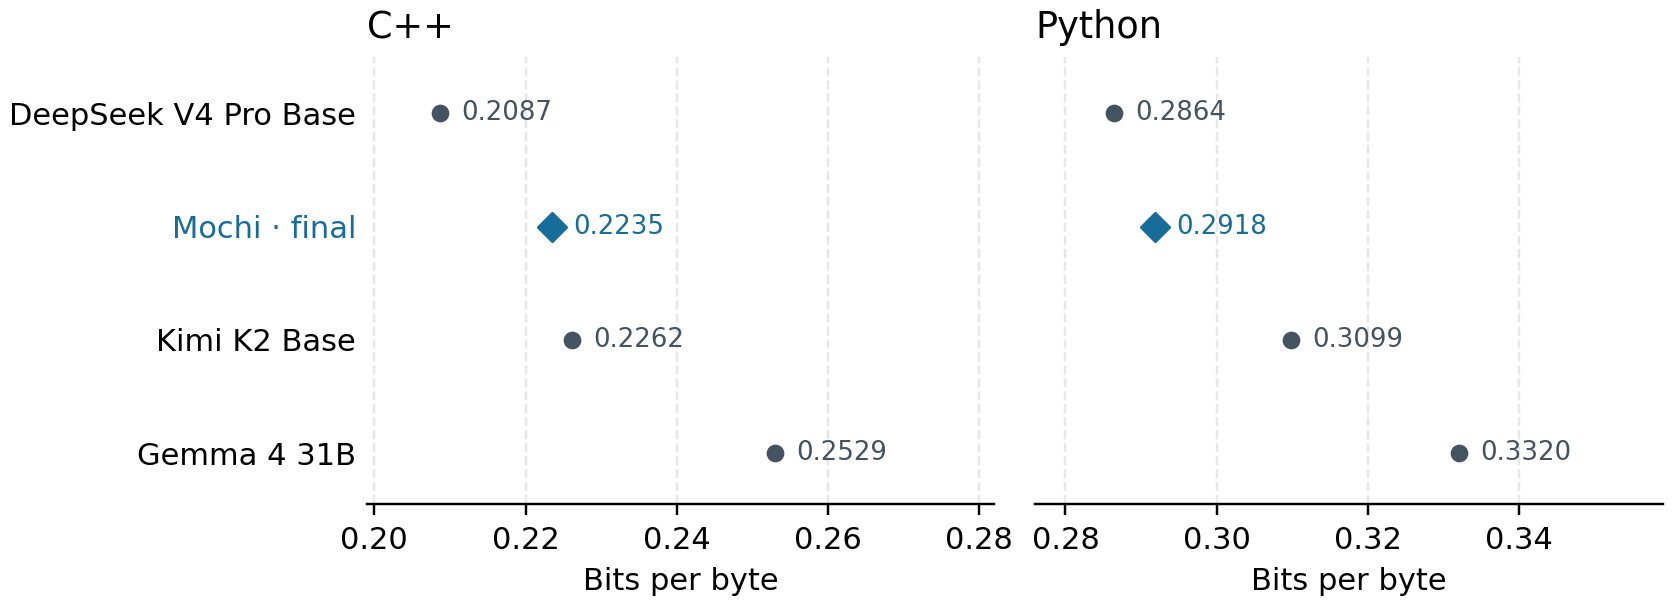 C++
Python
DeepSeek V4 Pro Base
0.2087
0.2864
Mochi · final
0.2235
0.2918
Kimi K2 Base
0.2262
0.3099
Gemma 4 31B
0.2529
0.3320
0.20 0.22 0.24 0.26 0.28
0.28 0.30 0.32 0.34
Bits per byte
Bits per byte